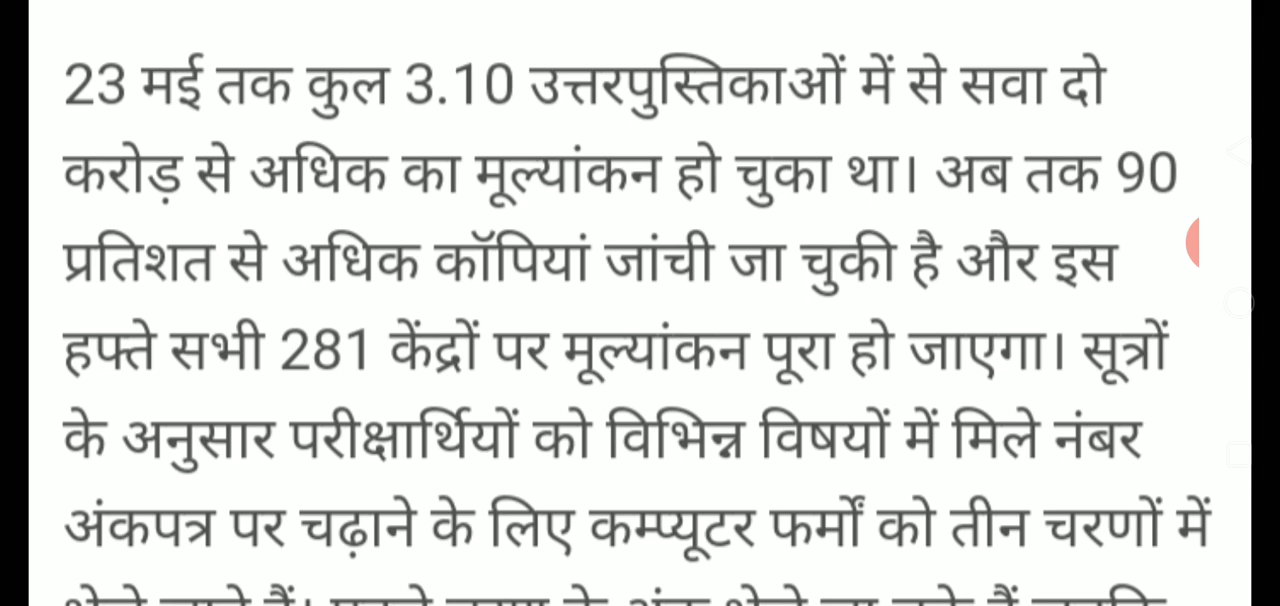 23 मई तक कुल 3.10 उत्तरपुस्तिकाओं में से सवा दो
करोड़ से अधिक का मूल्यांकन हो चुका था। अब तक 90
प्रतिशत से अधिक कॉपियां जांची जा चुकी है और इस
हफ्ते सभी 281 केंद्रों पर मूल्यांकन पूरा हो जाएगा। सूत्रों
के अनुसार परीक्षार्थियों को विभिन्न विषयों में मिले नंबर
अंकपत्र पर चढ़ाने के लिए कम्प्यूटर फर्मों को तीन चरणों में